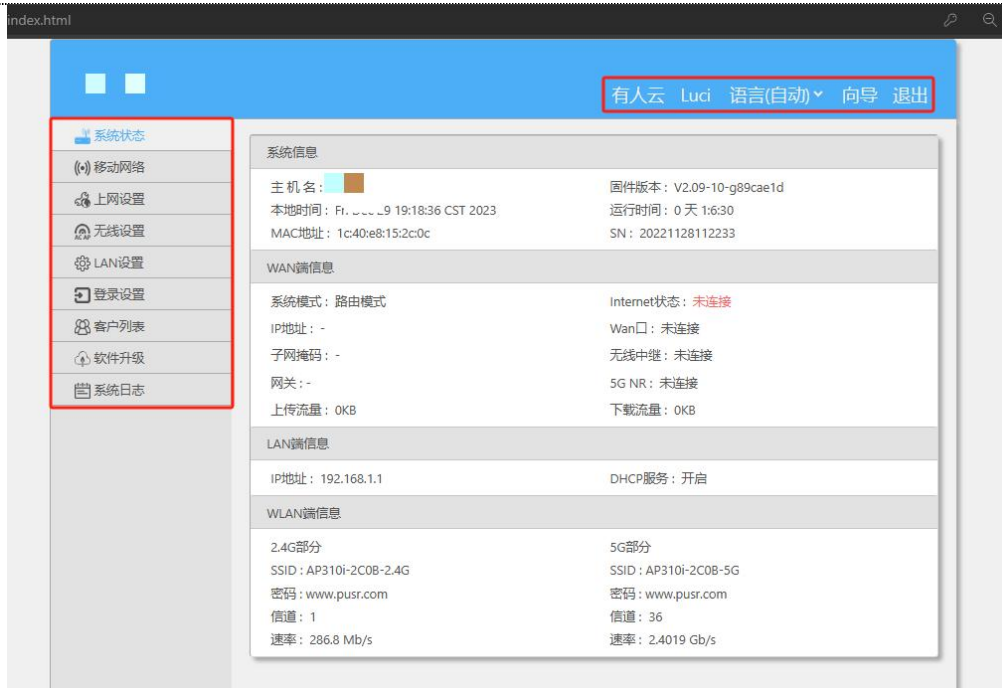 index.html
有人云 Luci 语言(自动) 向导 退出
系统状态
移动网络
上网设置
AC AP 无线设置
LAN设置
登录设置
客户列表
软件升级
系统日志
系统信息
主机名: 固件版本: V2.09-10-g89cae1d
本地时间: 9 19:18:36 CST 2023 运行时间: 0 天 1:6:30
MAC地址: 1c:40:e8:15:2c:0c SN: 20221128112233
WAN端信息
系统模式: 路由模式 Internet状态: 未连接
IP地址: - Wan口: 未连接
子网掩码: - 无线中继: 未连接
网关: - 5G NR: 未连接
上传流量: 0KB 下载流量: 0KB
LAN端信息
IP地址: 192.168.1.1 DHCP服务: 开启
WLAN端信息
2.4G部分 5G部分
SSID : AP310i-2C0B-2.4G SSID : AP310i-2C0B-5G
密码 : www.pusr.com 密码 : www.pusr.com
信道: 1 信道: 36
速率: 286.8 Mb/s 速率: 2.4019 Gb/s